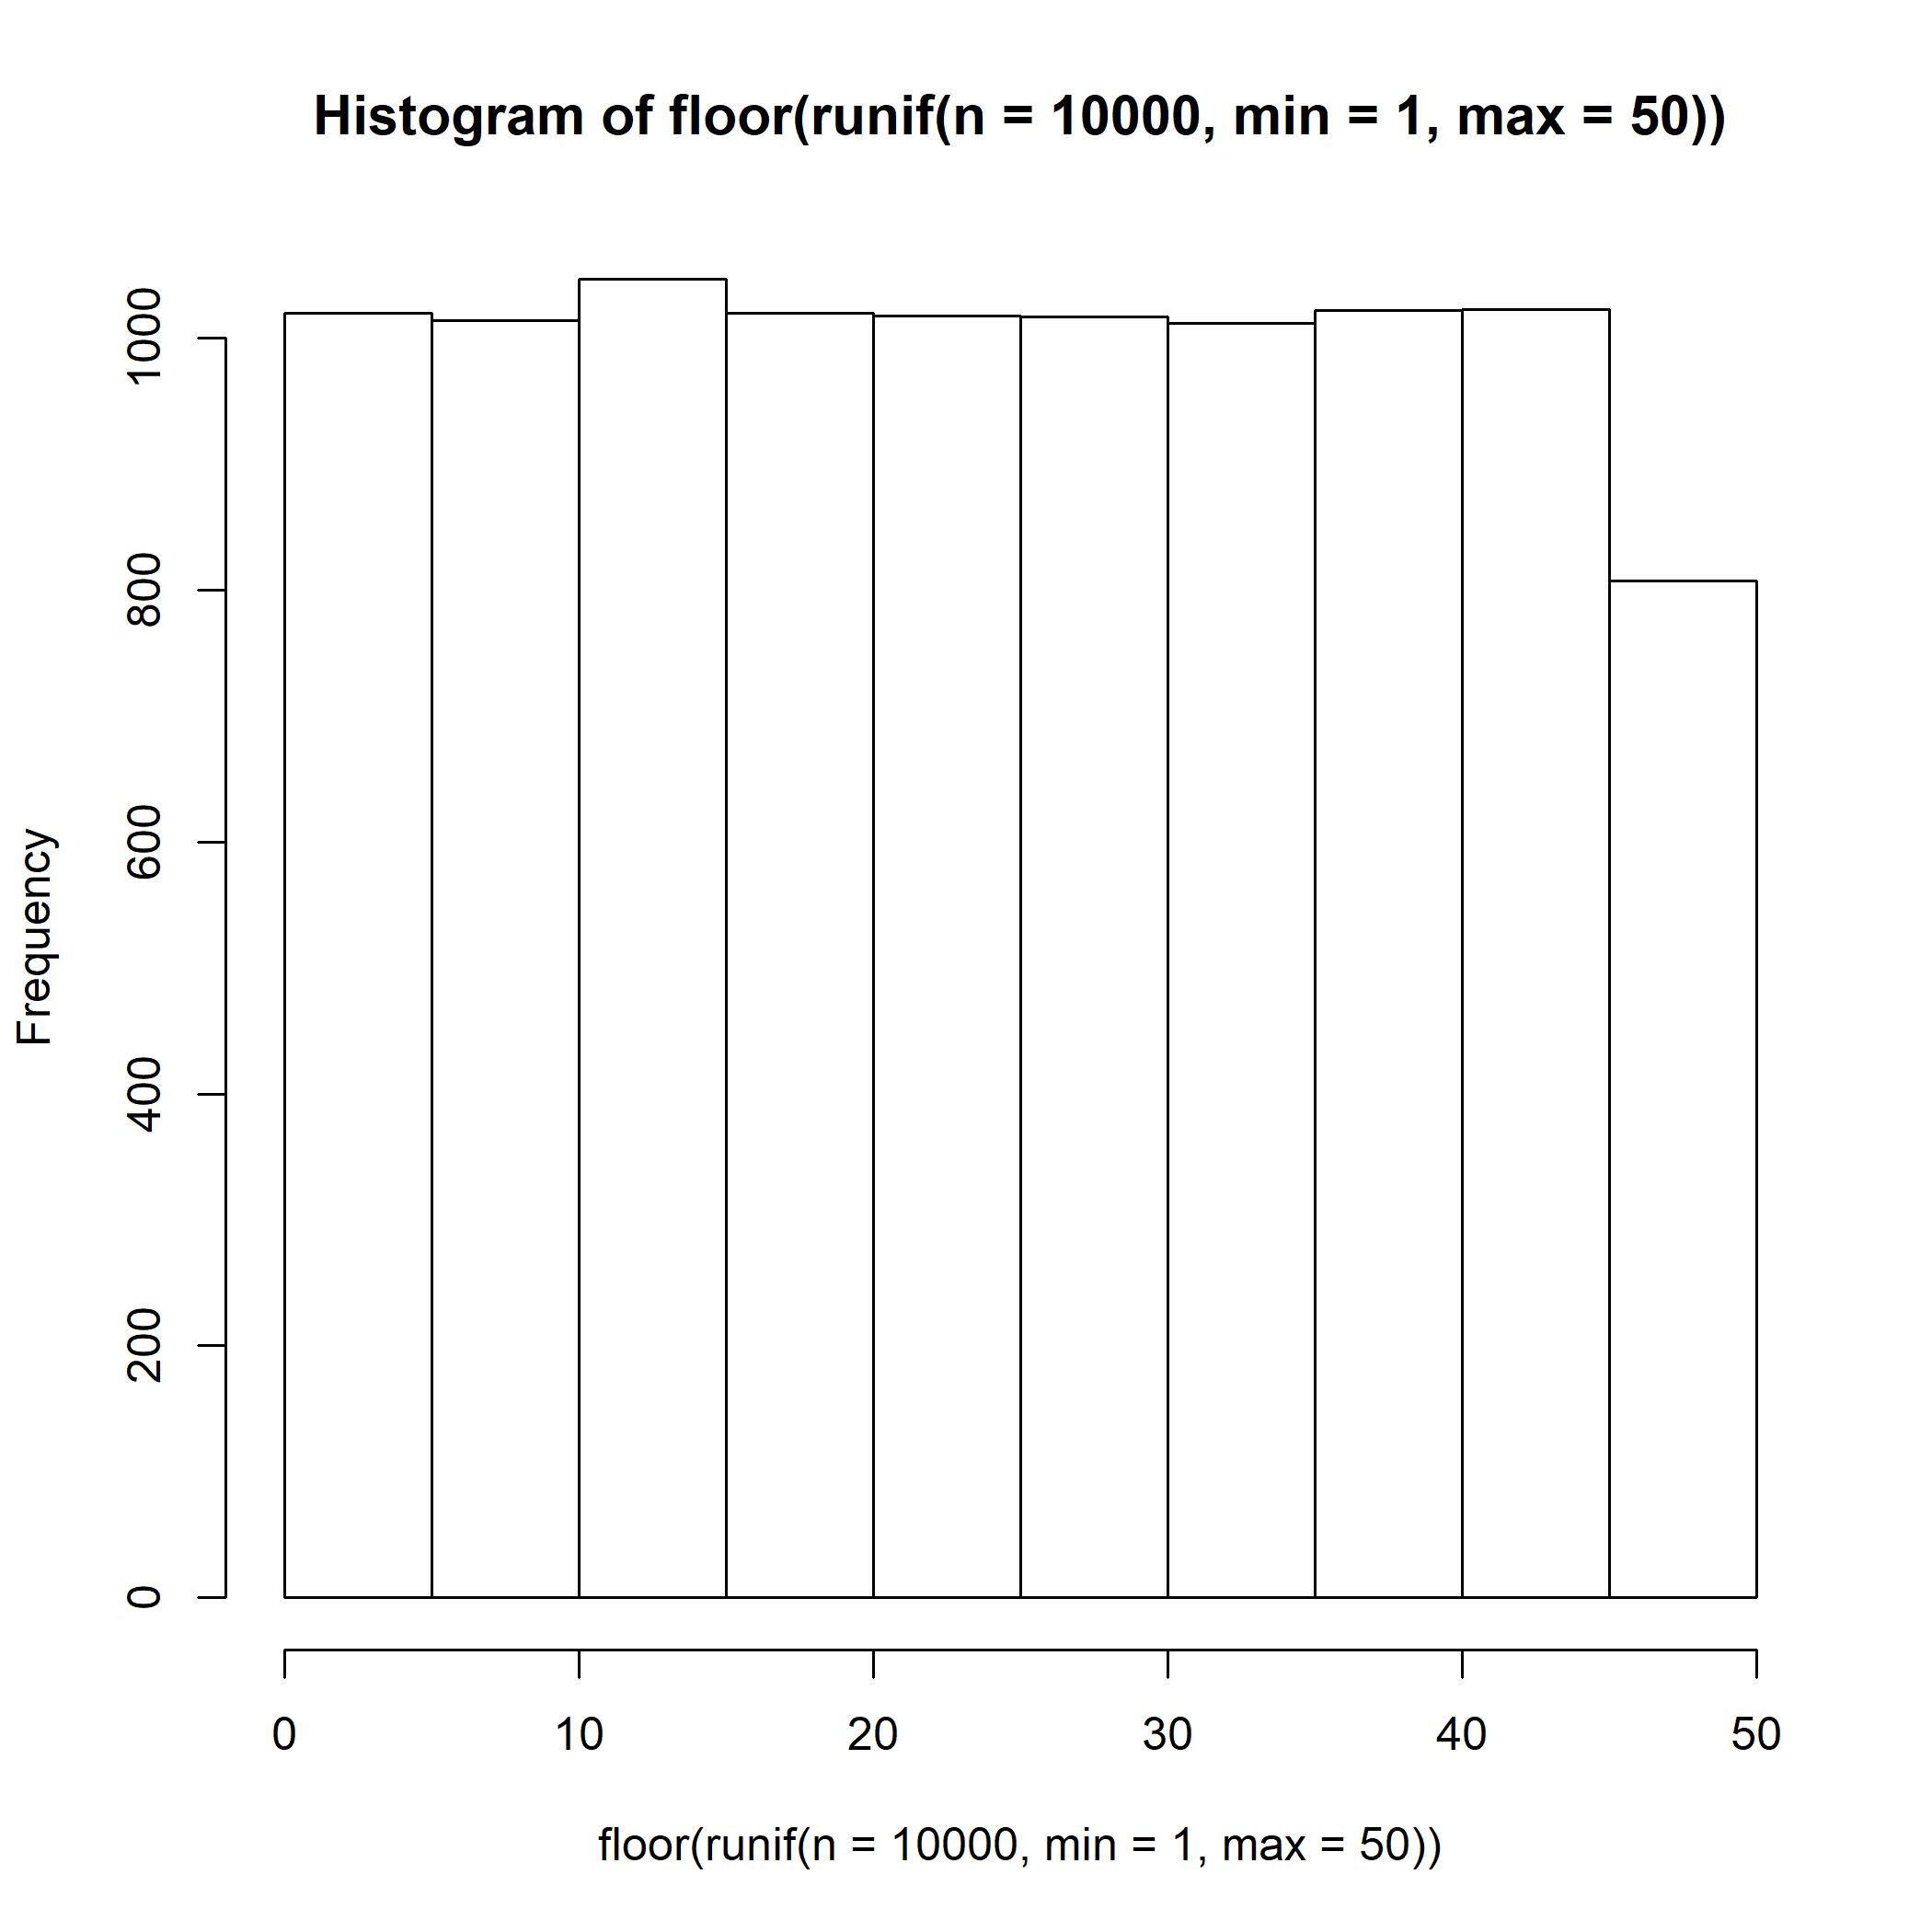 Histogram of floor(runif(n = 10000, min = 1, max = 50))
Frequency
1000
800
600
400
200
0
0 10 20 30 40 50
floor(runif(n = 10000, min = 1, max = 50))